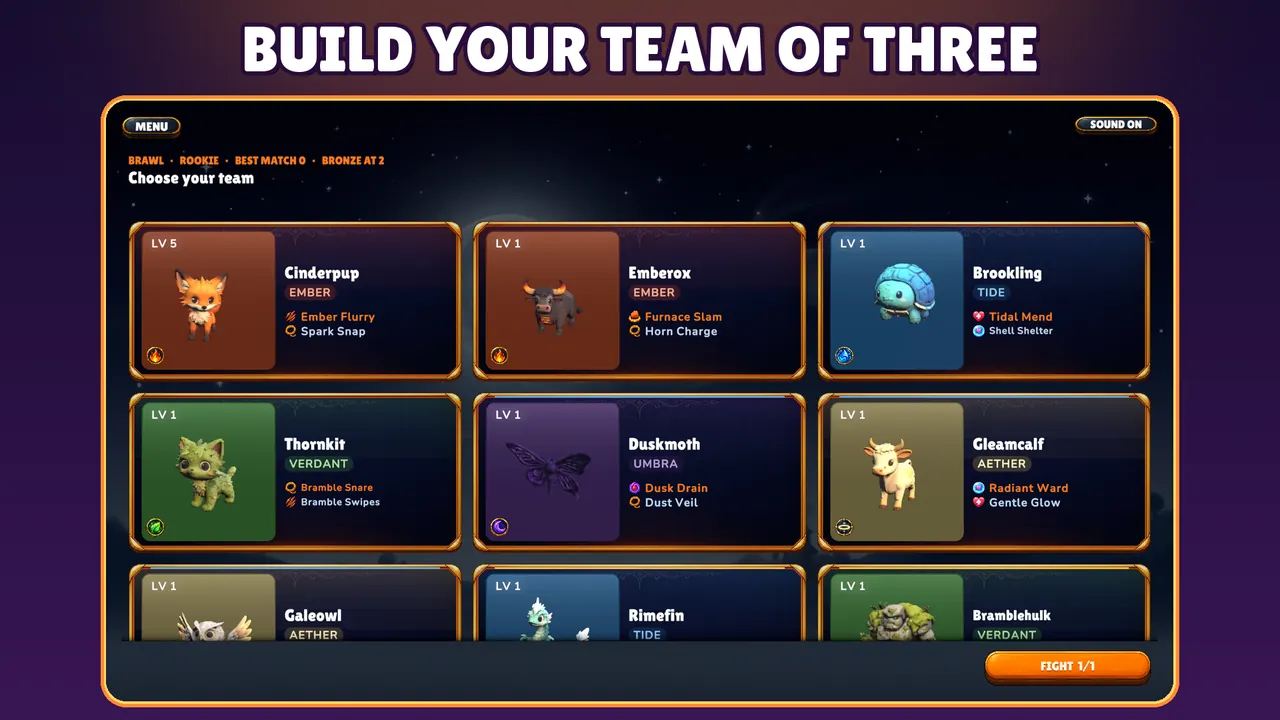 BUILD YOUR TEAM OF THREE
MENU
SOUND ON
BRAWL · ROOKIE · BEST MATCH 0 · BRONZE AT 2
Choose your team
LV 5
Cinderpup
EMBER
Ember Flurry
Spark Snap
LV 1
Emberox
EMBER
Furnace Slam
Horn Charge
LV 1
Brookling
TIDE
Tidal Mend
Shell Shelter
LV 1
Thornkit
VERDANT
Bramble Snare
Bramble Swipes
LV 1
Duskmoth
UMBRA
Dusk Drain
Dust Veil
LV 1
Gleamcalf
AETHER
Radiant Ward
Gentle Glow
LV 1
Galeowl
AETHER
LV 1
Rimefin
TIDE
LV 1
Bramblehulk
VERDANT
FIGHT 1/1